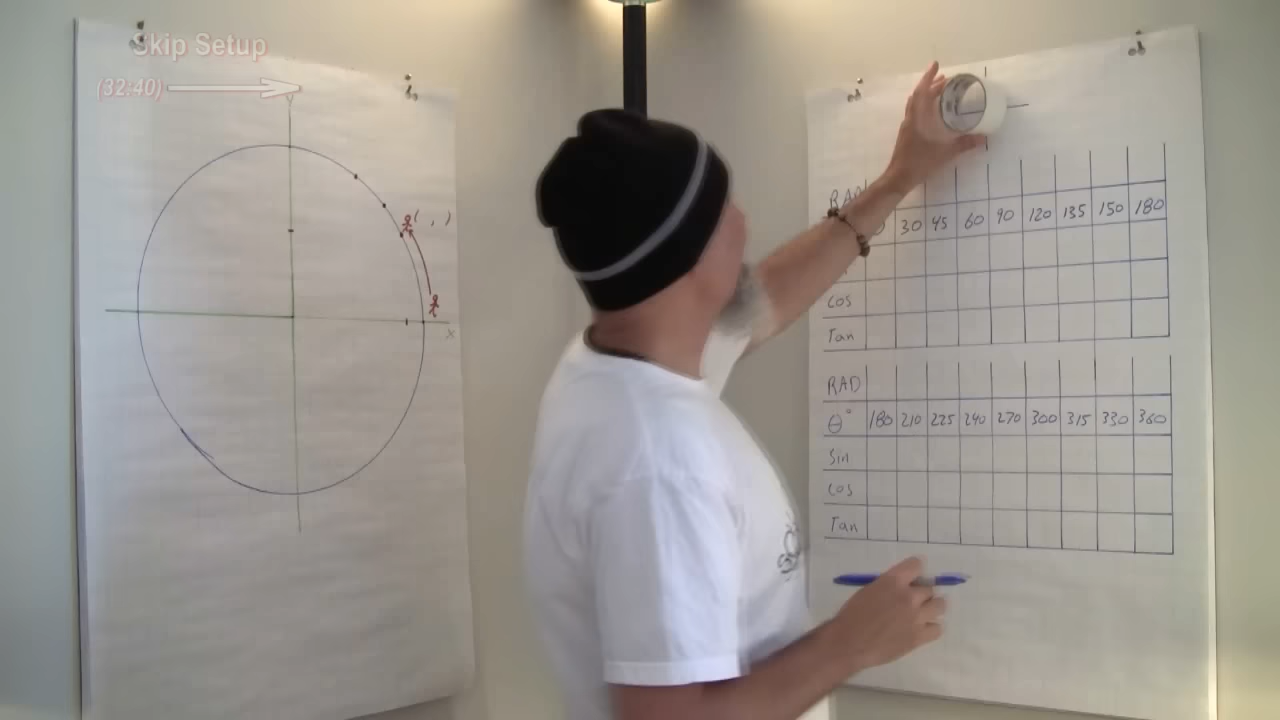 Skip Setup
(32:40)
Y
t( , )
t
x
RAD
30 45 60 90 120 135 150 180
Cos
Tan
RAD
θ° 180 210 225 240 270 300 315 330 360
Sin
Cos
Tan